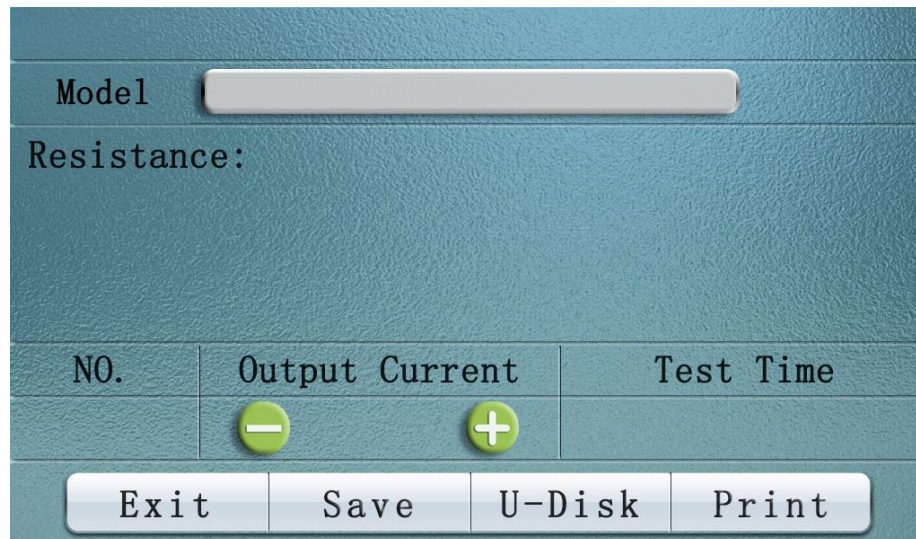 Model
Resistance:
NO. Output Current Test Time
Exit Save U-Disk Print